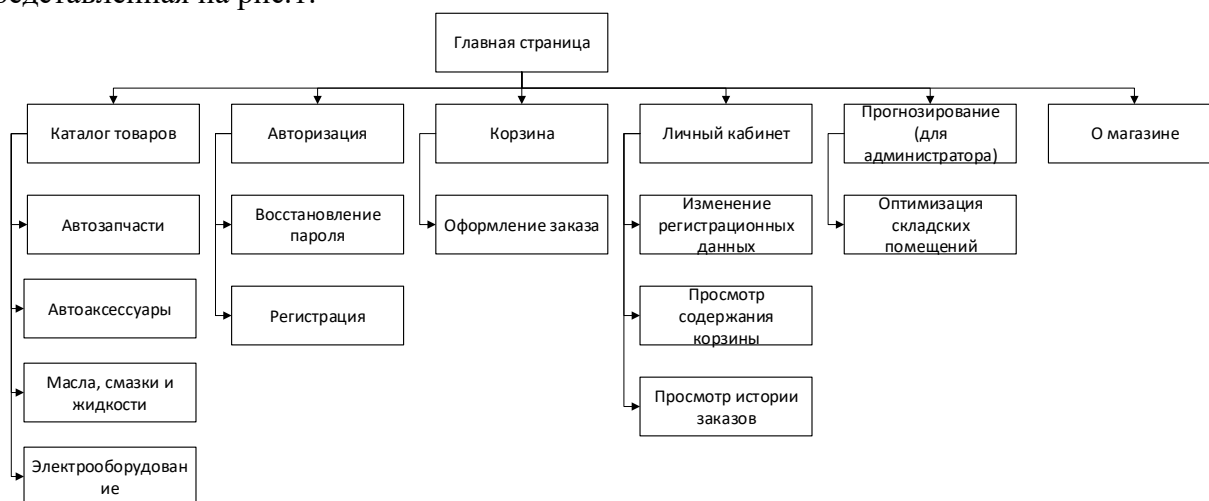 представленная на рис.1.
Главная страница
Каталог товаров
Авторизация
Корзина
Личный кабинет
Прогнозирование
(для
администратора)
О магазине
Автозапчасти
Восстановление
пароля
Оформление заказа
Изменение
регистрационных
данных
Оптимизация
складских
помещений
Автоаксессуары
Регистрация
Просмотр
содержания
корзины
Масла, смазки и
жидкости
Просмотр истории
заказов
Электрооборудован
ие